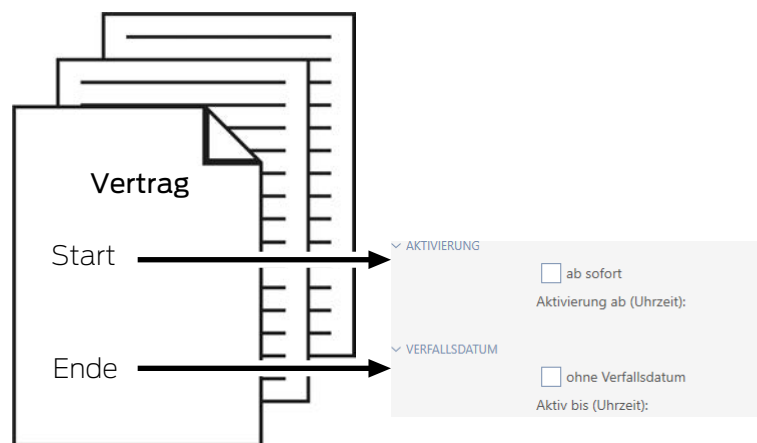 Vertrag
Start
AKTIVIERUNG
ab sofort
Aktivierung ab (Uhrzeit):
Ende
VERFALLSDATUM
ohne Verfallsdatum
Aktiv bis (Uhrzeit):